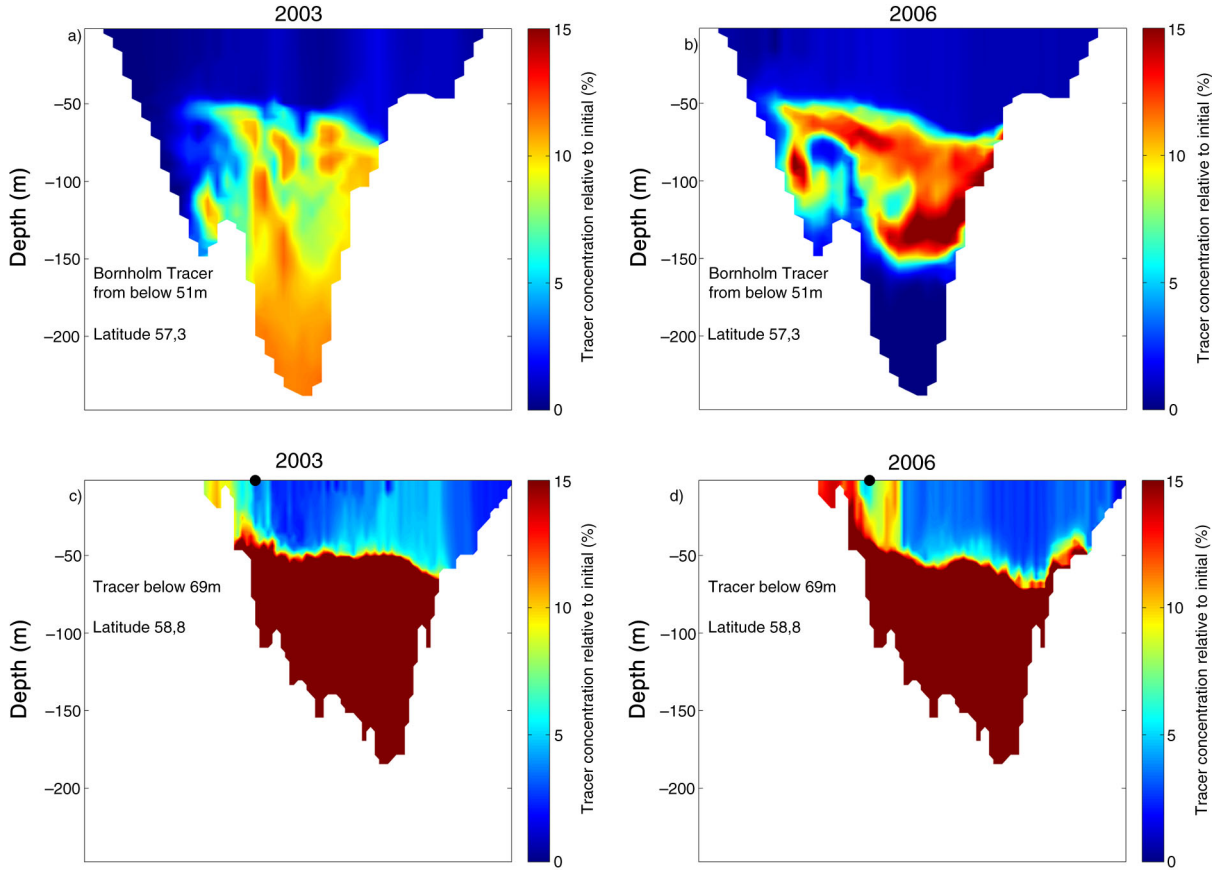 2003
a)
Depth (m)
−50
−100
−150
−200
Bornholm Tracer
from below 51m
Latitude 57,3
15
10
5
0
Tracer concentration relative to initial (%)
2006
b)
Depth (m)
−50
−100
−150
−200
Bornholm Tracer
from below 51m
Latitude 57,3
15
10
5
0
Tracer concentration relative to initial (%)
2003
c)
Depth (m)
−50
−100
−150
−200
Tracer below 69m
Latitude 58,8
15
10
5
0
Tracer concentration relative to initial (%)
2006
d)
Depth (m)
−50
−100
−150
−200
Tracer below 69m
Latitude 58,8
15
10
5
0
Tracer concentration relative to initial (%)